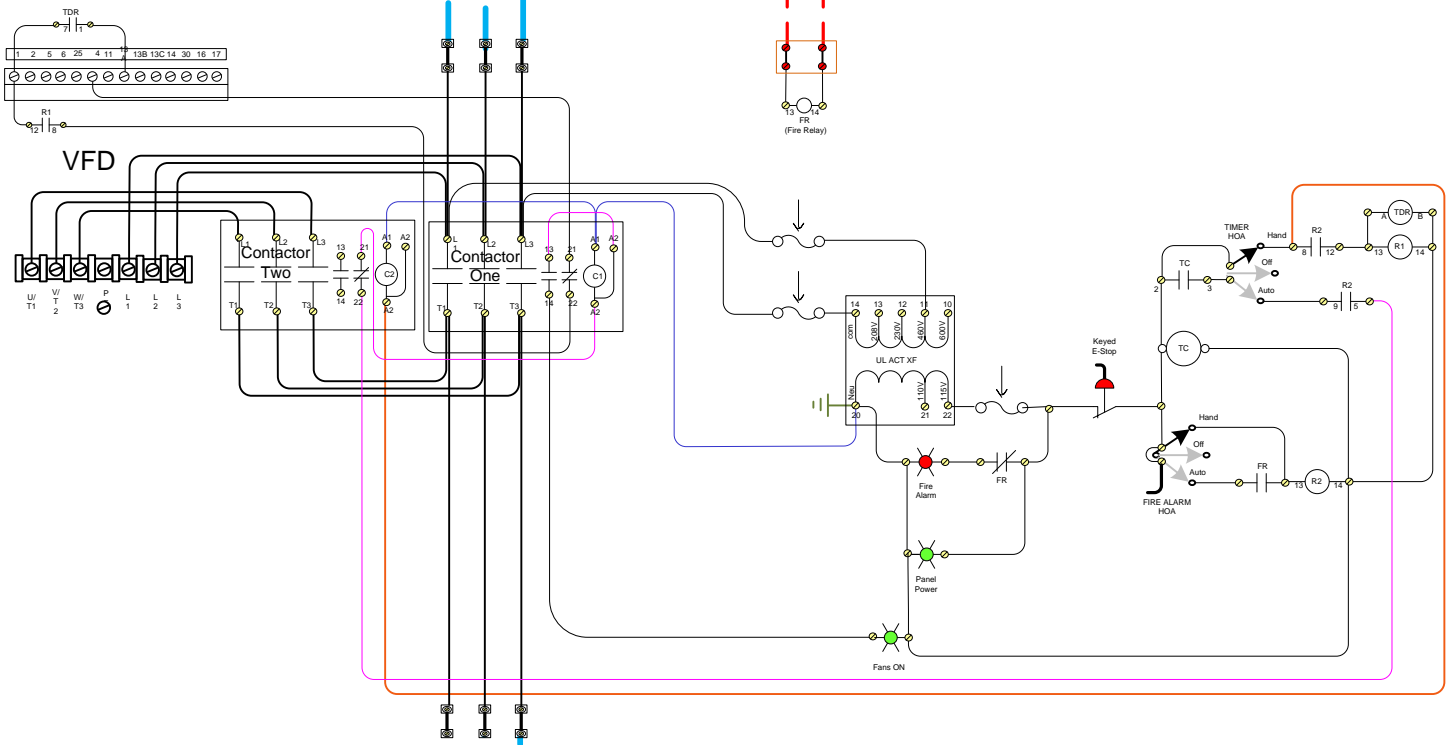 TDR
7 1
1 2 5 6 25 4 11 13 A 13B 13C 14 30 16 17
R1
12 8
VFD
U/ T1
V/ T 2
W/ T3
P
L 1
L 2
L 3
L1 L2 L3
Contactor
Two
T1 T2 T3
13 21
14 22
A1 A2
C2
A2
L 1
L2 L3
Contactor
One
T1 T2 T3
13 21
14 22
A1 A2
C1
A2
13 14
FR
(Fire Relay)
14 13 12 11 10
com 208V 230V 460V 600V
UL ACT XF
Neu 110V 115V
20 21 22
Fire
Alarm
FR
Panel
Power
Fans ON
Keyed
E-Stop
TIMER
HOA
Hand
Off
Auto
TC
2 3
R2
8 12
A TDR B
R1
13 14
R2
9 5
TC
Hand
Off
Auto
FIRE ALARM
HOA
FR
13 R2 14